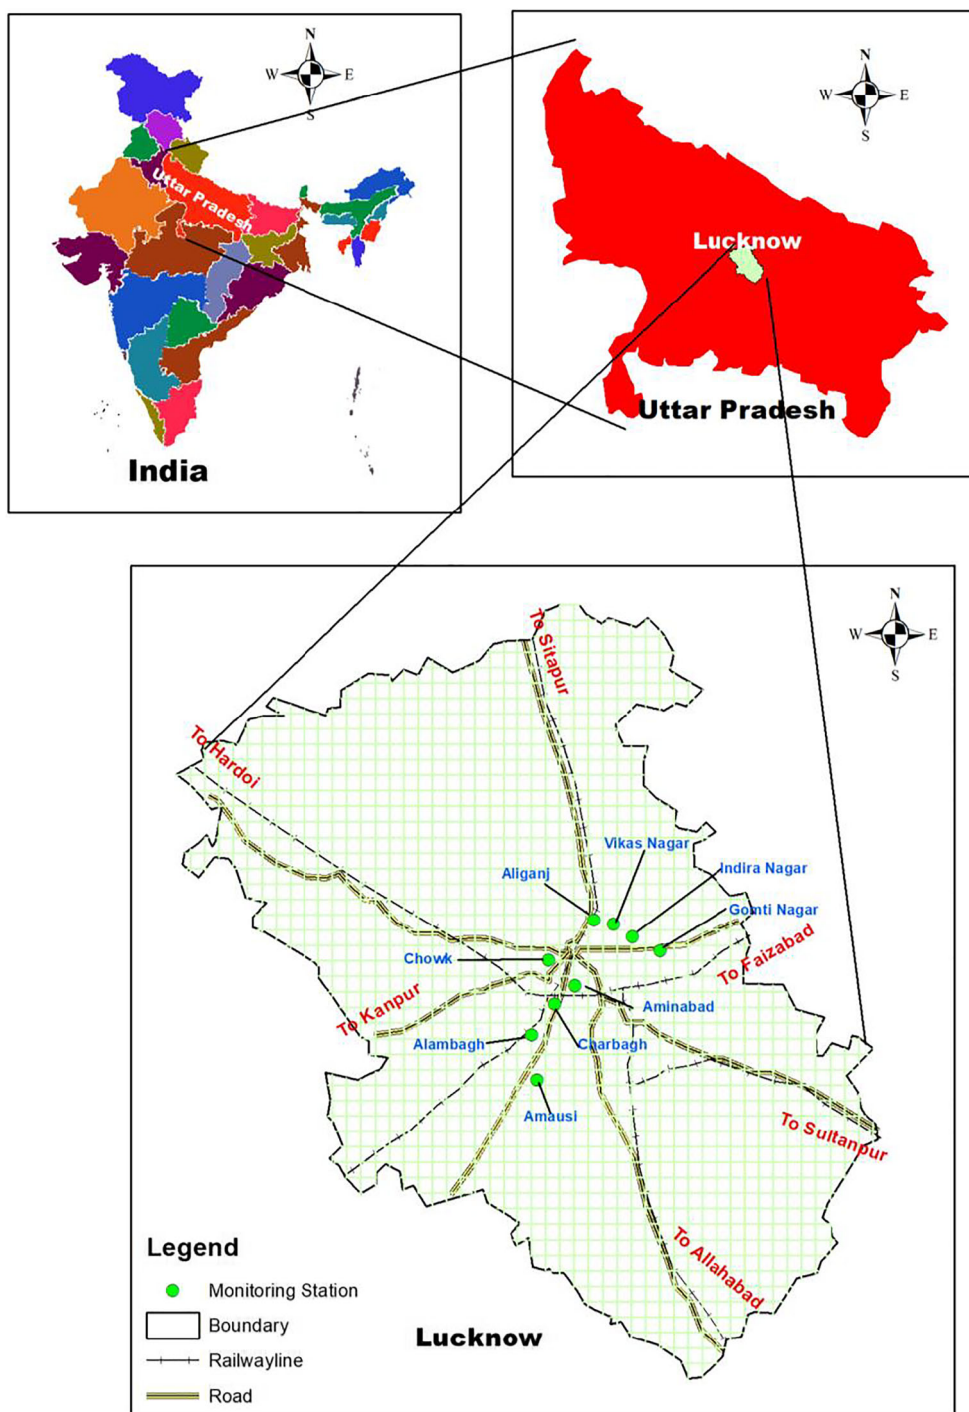 N
W E
S
Uttar Pradesh
India
N
W E
S
Lucknow
Uttar Pradesh
N
W E
S
To Sitapur
To Hardoi
Vikas Nagar
Aliganj
Indira Nagar
Gomti Nagar
To Faizabad
Chowk
To Kanpur
Aminabad
Alambagh
Charbagh
Amausi
To Sultanpur
To Allahabad
Legend
Monitoring Station
Boundary
Railwayline
Road
Lucknow